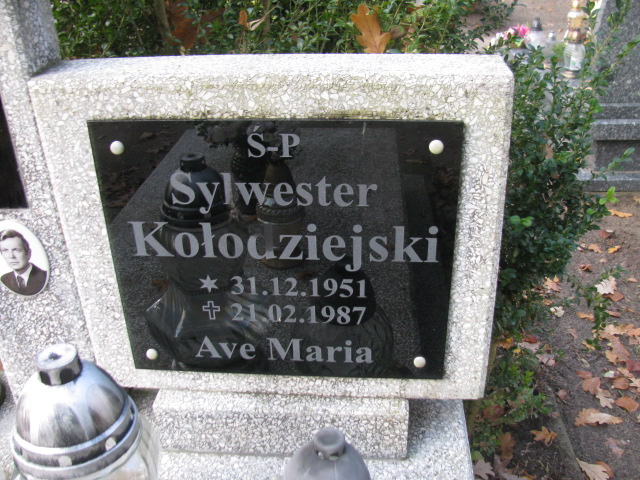 Ś-P
Sylwester
Kołodziejski
✶ 31.12.1951
✝ 21.02.1987
Ave Maria